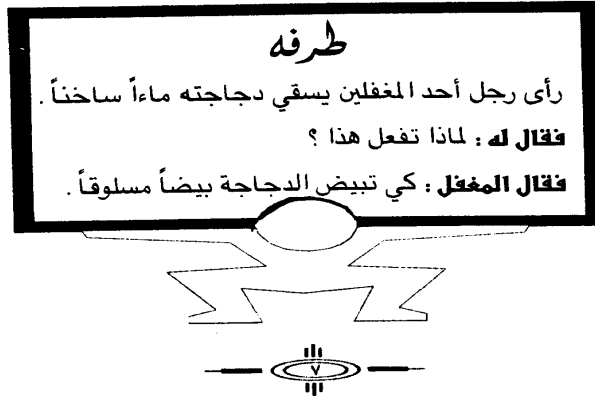 طرفه
رأى رجل أحد المغفلين يسقي دجاجته ماءاً ساخناً .
فقال له : لماذا تفعل هذا ؟
فقال المغفل : كي تبيض الدجاجة بيضاً مسلوقاً .
٧